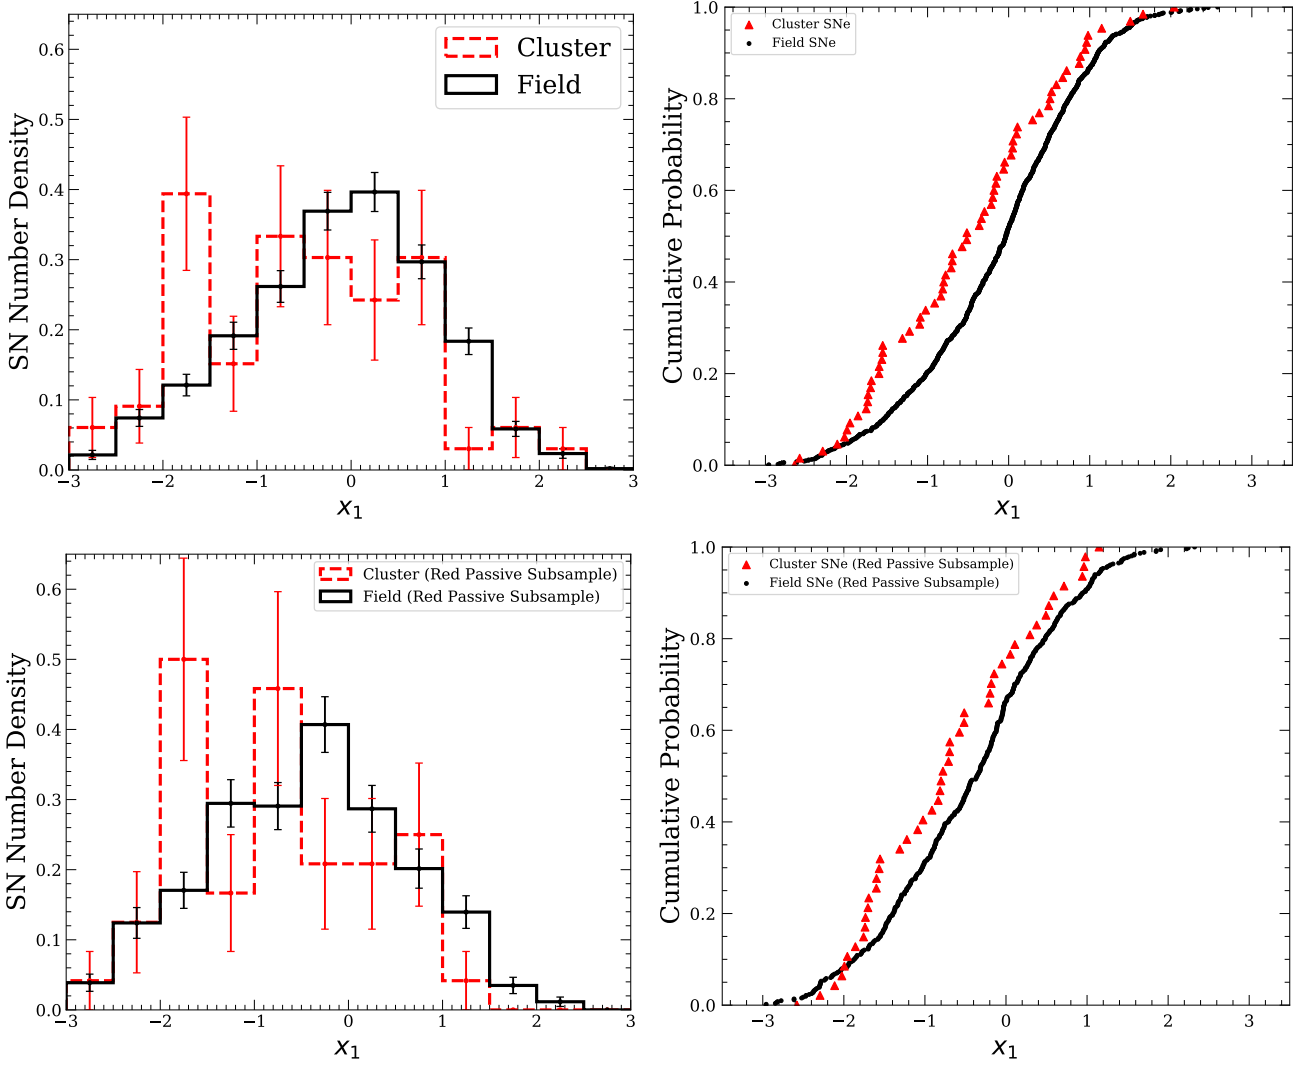 SN Number Density
0.6
0.5
0.4
0.3
0.2
0.1
0.0
−3 −2 −1 0 1 2 3
x1
Cluster
Field
Cumulative Probability
1.0
0.8
0.6
0.4
0.2
0.0
−3 −2 −1 0 1 2 3
x1
Cluster SNe
Field SNe
SN Number Density
0.6
0.5
0.4
0.3
0.2
0.1
0.0
−3 −2 −1 0 1 2 3
x1
Cluster (Red Passive Subsample)
Field (Red Passive Subsample)
Cumulative Probability
1.0
0.8
0.6
0.4
0.2
0.0
−3 −2 −1 0 1 2 3
x1
Cluster SNe (Red Passive Subsample)
Field SNe (Red Passive Subsample)